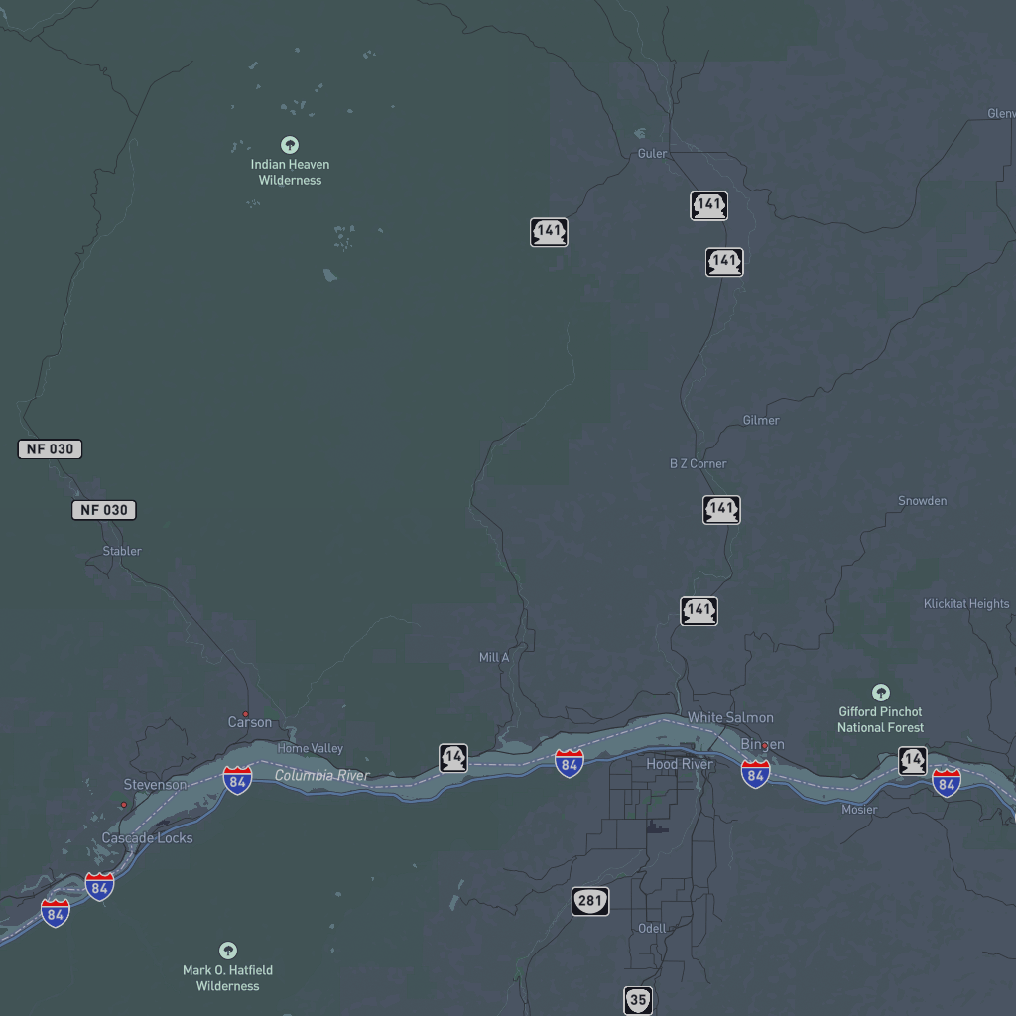 Glenw
Guler
Indian Heaven
Wilderness
141
141
141
Gilmer
NF 030
B Z Corner
Snowden
141
NF 030
Stabler
Klickitat Heights
141
Mill A
Gifford Pinchot
National Forest
White Salmon
Carson
Bingen
Home Valley
14
14
Hood River
84
84
Columbia River
84
84
Stevenson
Mosier
Cascade Locks
84
281
84
Odell
Mark O. Hatfield
Wilderness
35